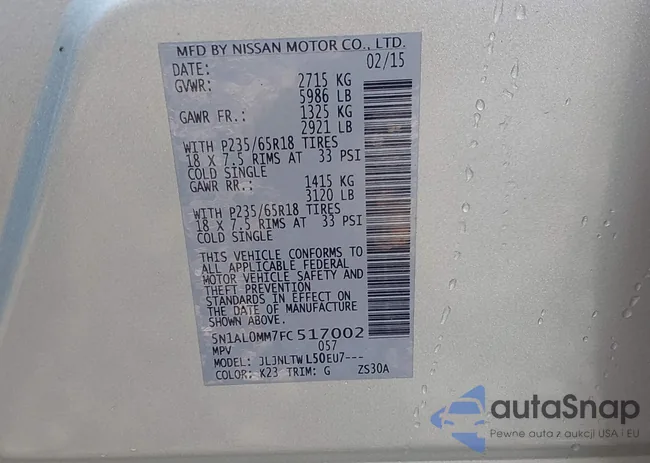 MFD BY NISSAN MOTOR CO., LTD.
DATE: 02/15
GVWR: 2715 KG
5986 LB
GAWR FR.: 1325 KG
2921 LB
WITH P235/65R18 TIRES
18 X 7.5 RIMS AT 33 PSI
COLD SINGLE
GAWR RR.: 1415 KG
3120 LB
WITH P235/65R18 TIRES
18 X 7.5 RIMS AT 33 PSI
COLD SINGLE
THIS VEHICLE CONFORMS TO
ALL APPLICABLE FEDERAL
MOTOR VEHICLE SAFETY AND
THEFT PREVENTION
STANDARDS IN EFFECT ON
THE DATE OF MANUFACTURE
SHOWN ABOVE.
5N1AL0MM7FC517002
MPV 057
MODEL: JLJNLTWL50EU7---
COLOR: K23 TRIM: G ZS30A
autaSnap
Pewne auta z aukcji USA i EU